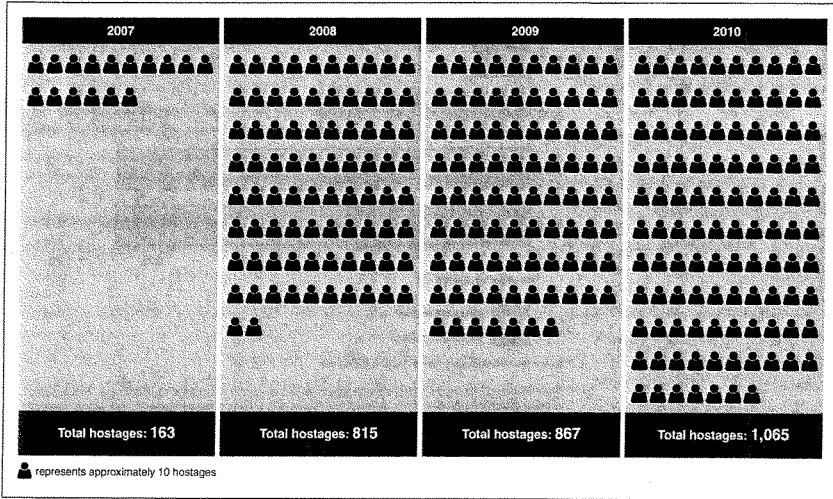 2007 2008 2009 2010
Total hostages: 163 Total hostages: 815 Total hostages: 867 Total hostages: 1,065
represents approximately 10 hostages